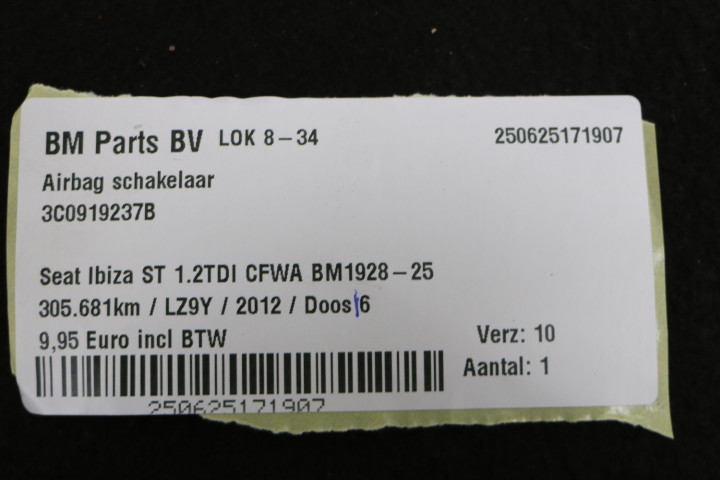 BM Parts BV LOK 8-34 250625171907
Airbag schakelaar
3C0919237B
Seat Ibiza ST 1.2TDI CFWA BM1928-25
305.681km / LZ9Y / 2012 / Doos 6
9,95 Euro incl BTW Verz: 10
Aantal: 1
250625171907